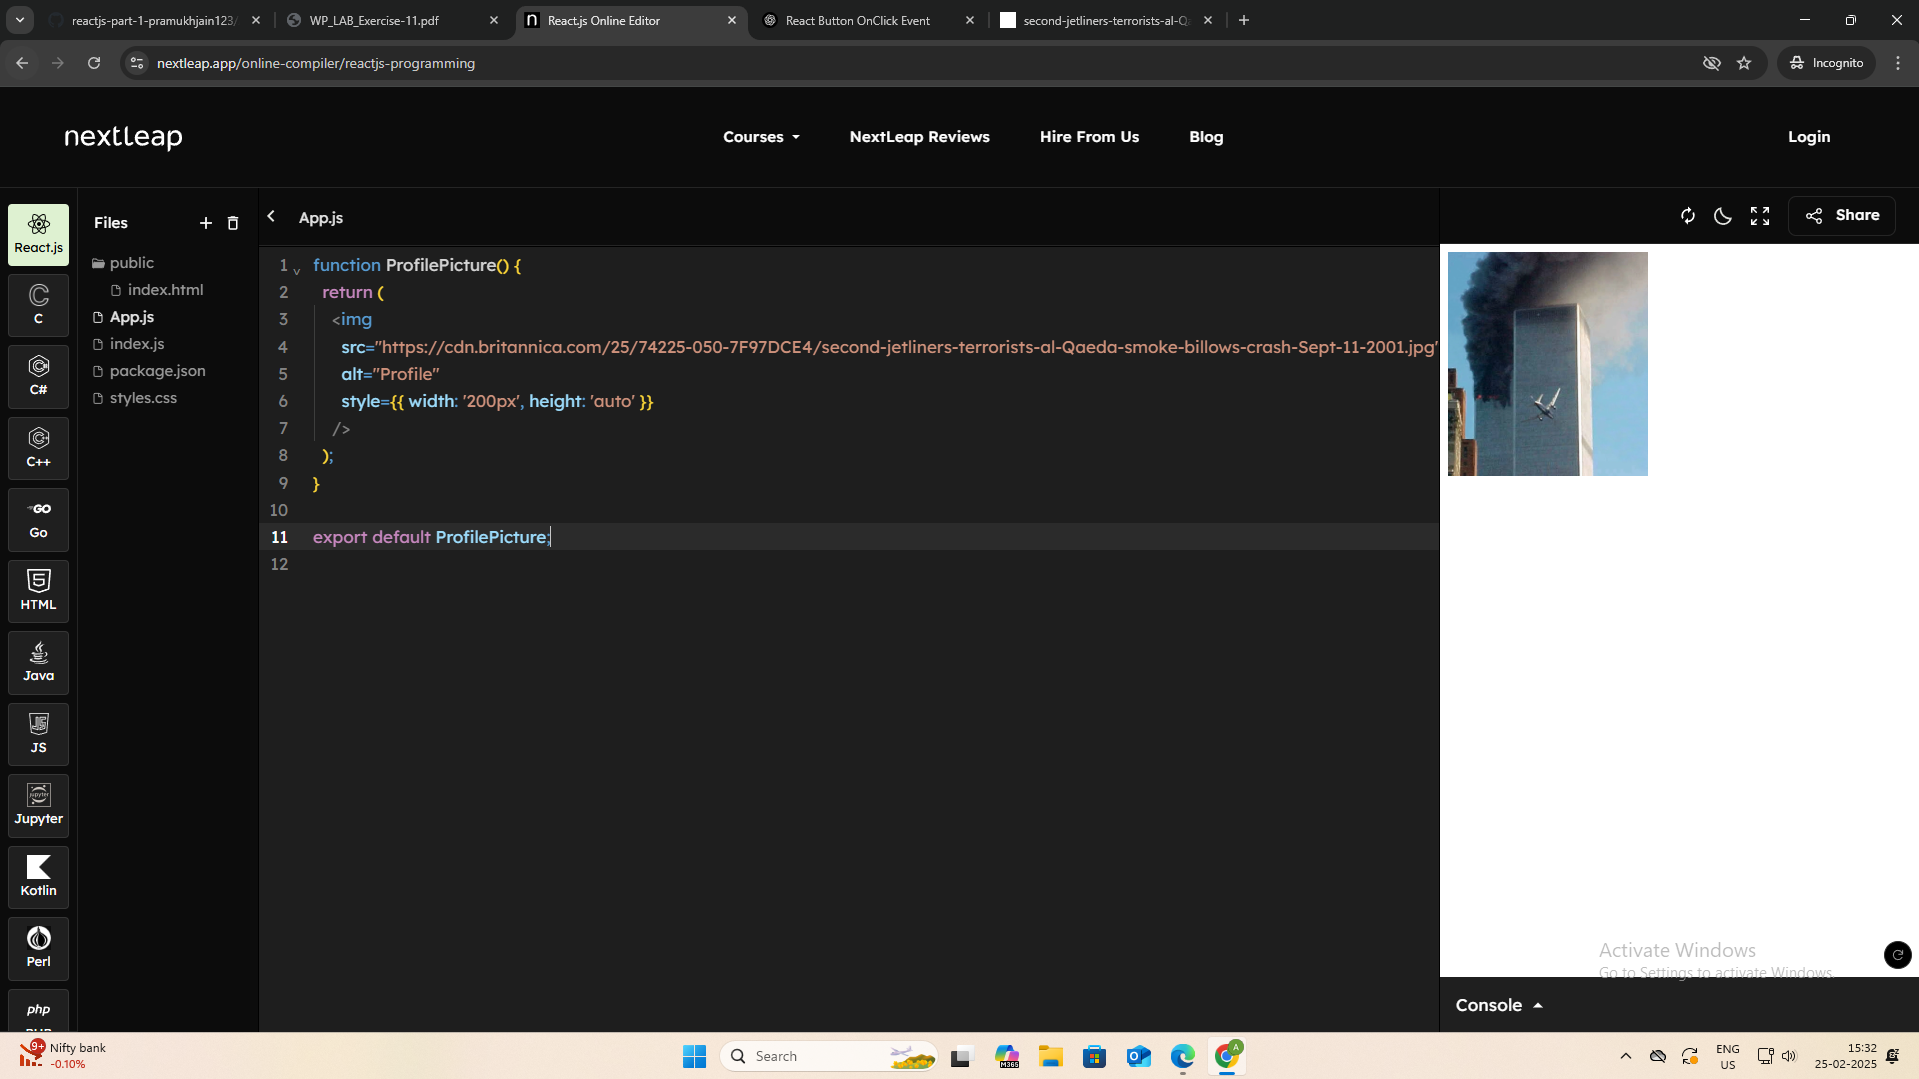 reactjs-part-1-pramukhjain123/
WP_LAB_Exercise-11.pdf
React.js Online Editor
React Button OnClick Event
second-jetliners-terrorists-al-Qa
nextleap.app/online-compiler/reactjs-programming
Incognito
nextleap
Courses
NextLeap Reviews
Hire From Us
Blog
Login
React.js
C
C#
C++
GO
Go
HTML
Java
JS
Jupyter
Kotlin
Perl
php
Files
public
index.html
App.js
index.js
package.json
styles.css
App.js
Share
1 function ProfilePicture() {
2 return (
3 <img
4 src="https://cdn.britannica.com/25/74225-050-7F97DCE4/second-jetliners-terrorists-al-Qaeda-smoke-billows-crash-Sept-11-2001.jpg"
5 alt="Profile"
6 style={{ width: '200px', height: 'auto' }}
7 />
8 );
9 }
10
11 export default ProfilePicture;
12
Activate Windows
Go to Settings to activate Windows.
Console
9+
Nifty bank
-0.10%
Search
M365
A
ENG
US
15:32
25-02-2025